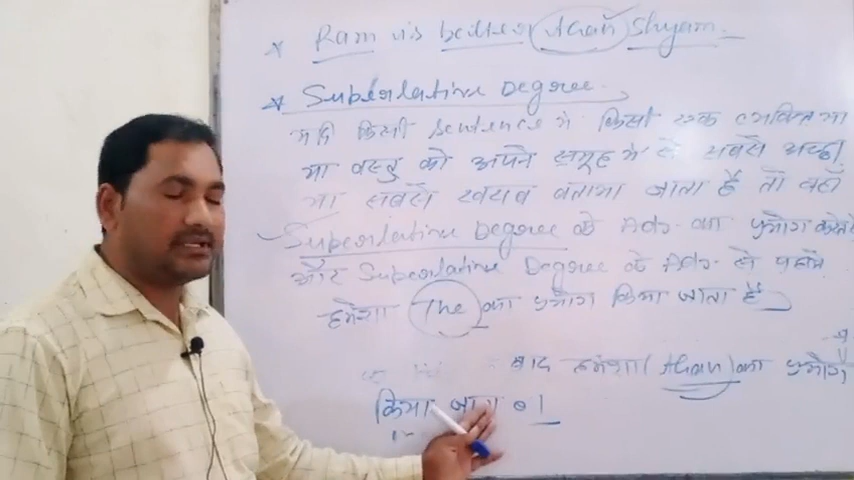 * Ram is better than Shyam.
* Superlative Degree.
यदि किसी sentence में किसी एक व्यक्ति या
या वस्तु को अपने समूह में से सबसे अच्छा
या सबसे खराब बताया जाता है तो वहाँ
Superlative Degree के Adj. का प्रयोग करते
और Superlative Degree के Adj. से पहले
हमेशा The का प्रयोग किया जाता है
बाद हमेशा (than) का प्रयोग
किया जाता